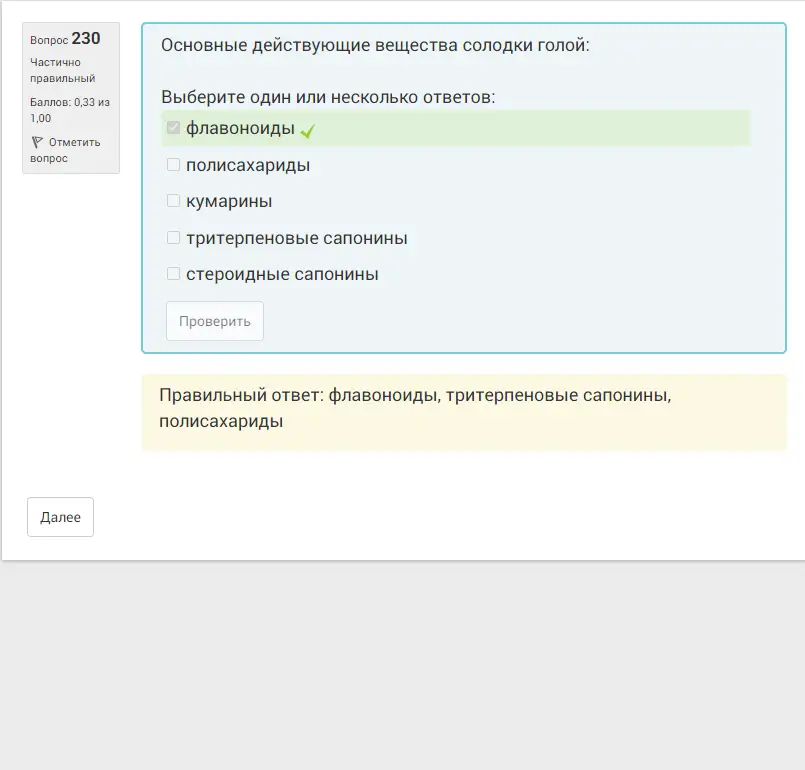 Вопрос 230
Частично
правильный
Баллов: 0,33 из
1,00
Отметить
вопрос
Основные действующие вещества солодки голой:
Выберите один или несколько ответов:
флавоноиды
полисахариды
кумарины
тритерпеновые сапонины
стероидные сапонины
Проверить
Правильный ответ: флавоноиды, тритерпеновые сапонины,
полисахариды
Далее